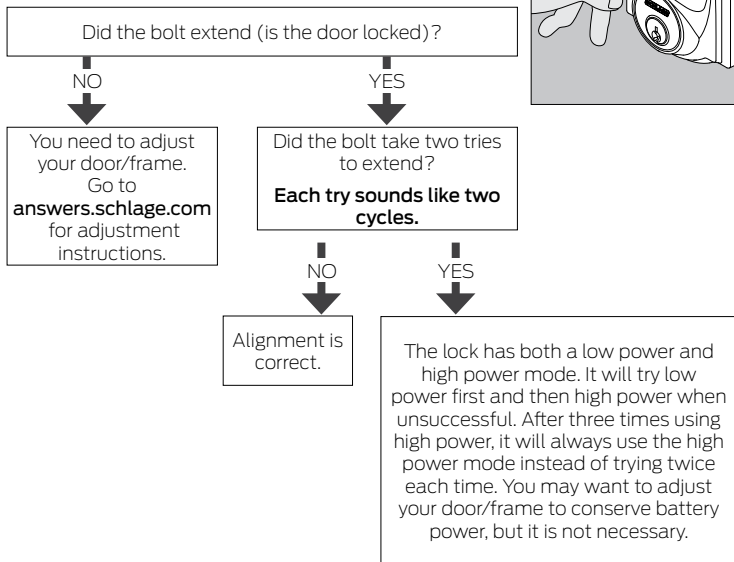 Did the bolt extend (is the door locked)?
NO
YES
You need to adjust
your door/frame.
Go to
answers.schlage.com
for adjustment
instructions.
Did the bolt take two tries
to extend?
Each try sounds like two
cycles.
NO
YES
Alignment is
correct.
The lock has both a low power and
high power mode. It will try low
power first and then high power when
unsuccessful. After three times using
high power, it will always use the high
power mode instead of trying twice
each time. You may want to adjust
your door/frame to conserve battery
power, but it is not necessary.